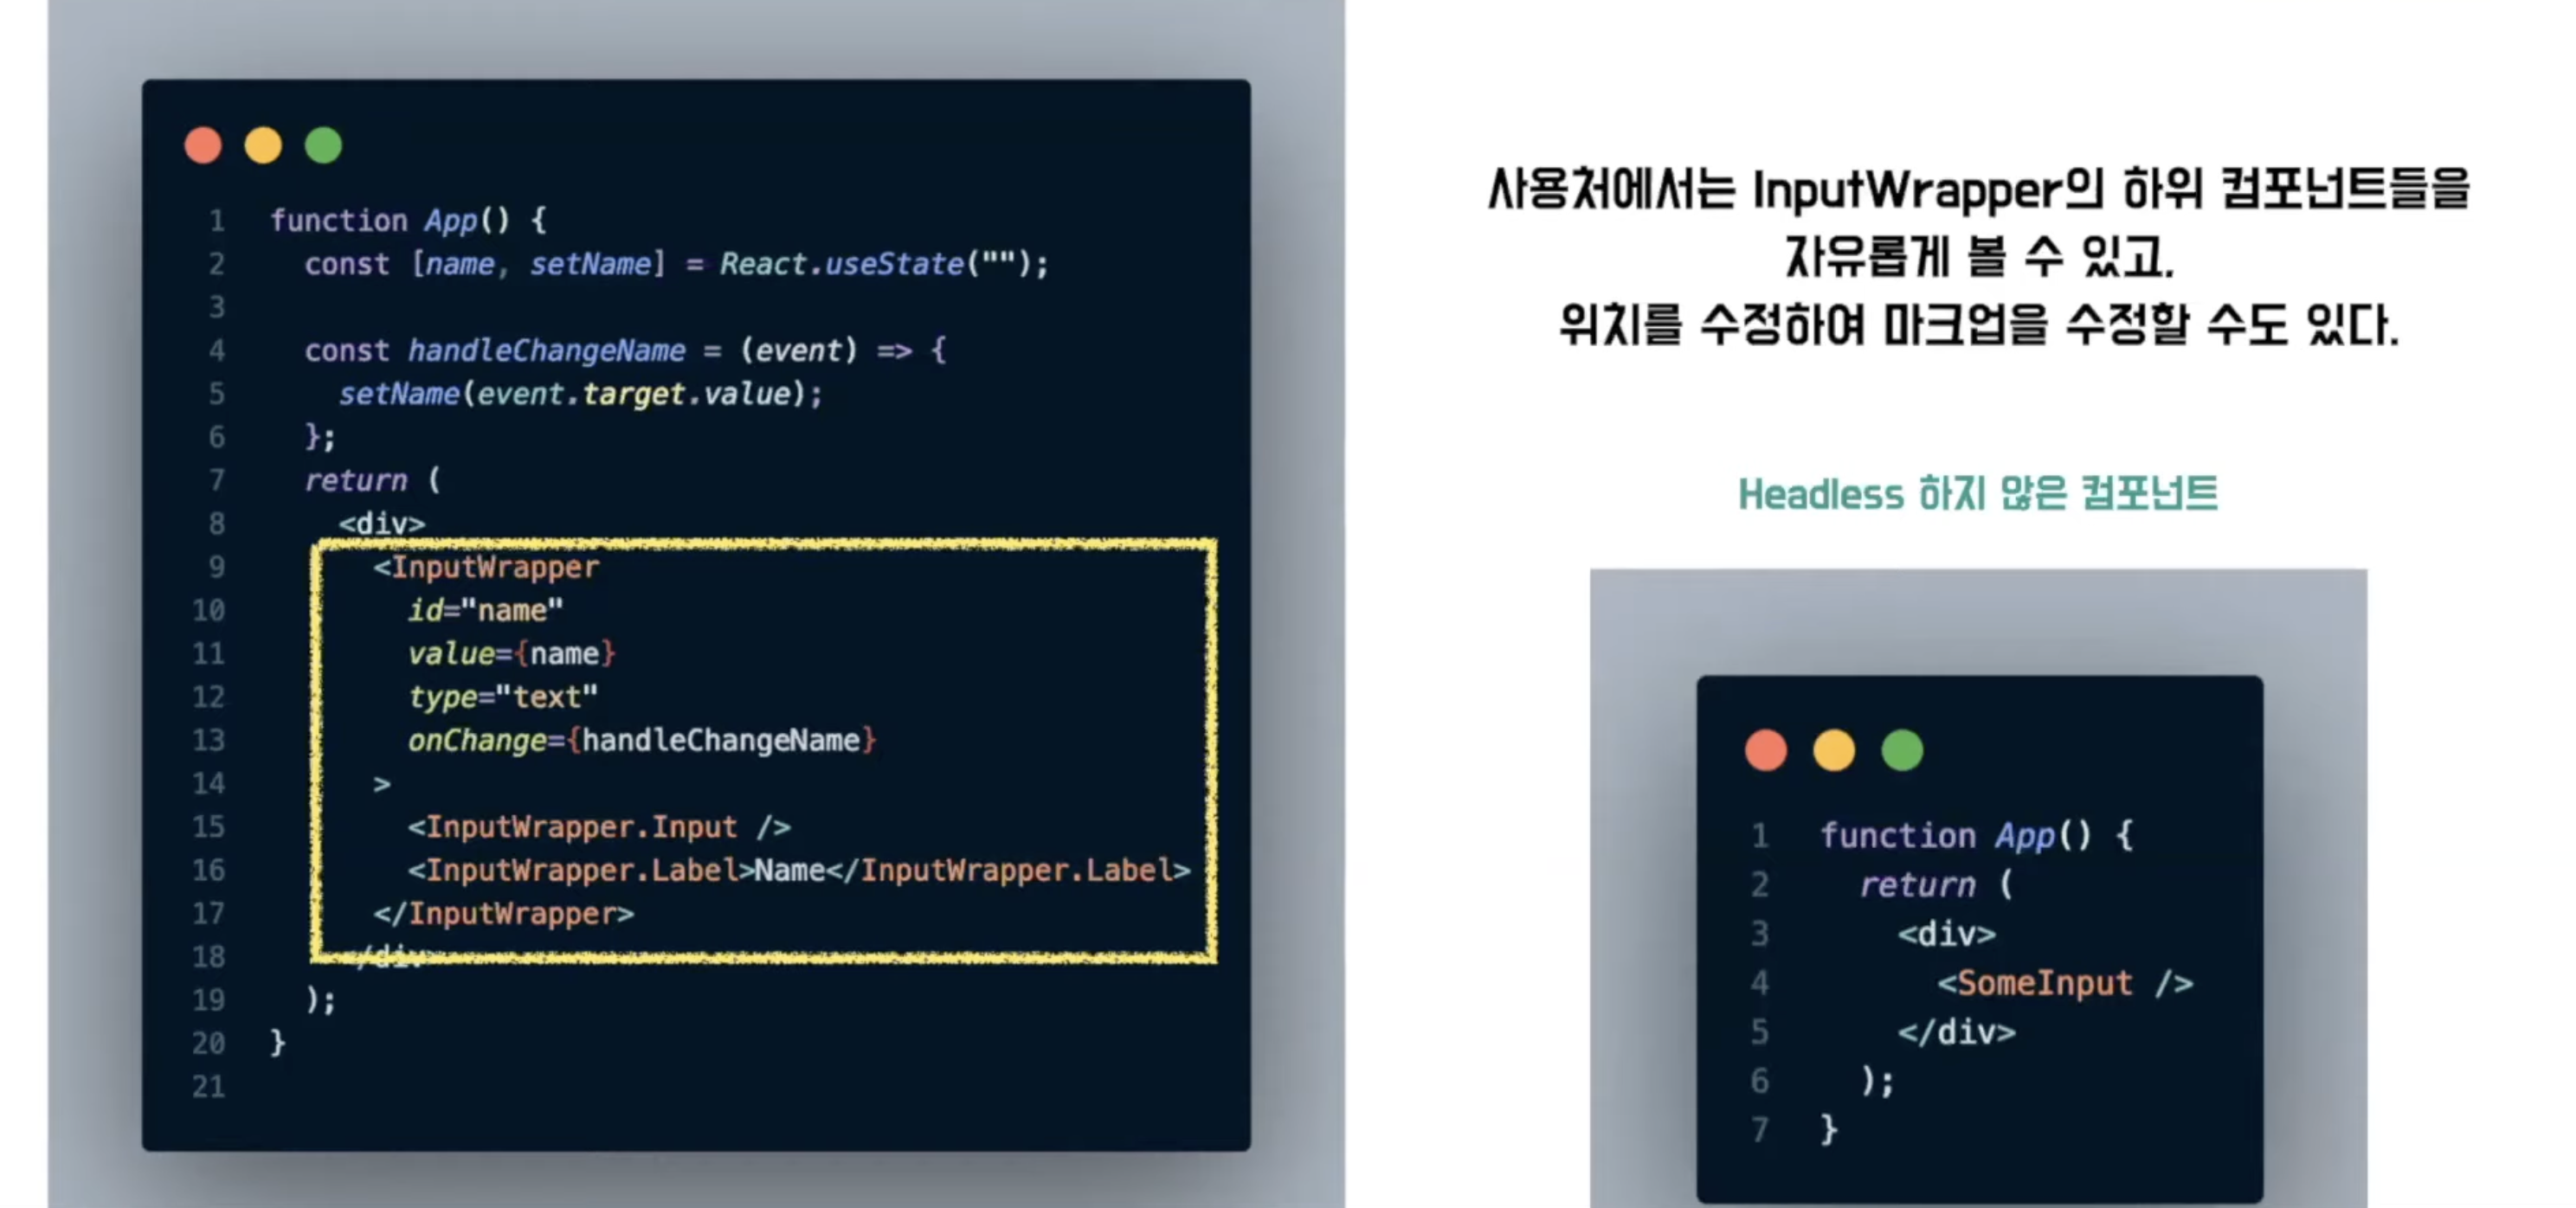 1 function App() {
2 const [name, setName] = React.useState("");
3
4 const handleChangeName = (event) => {
5 setName(event.target.value);
6 };
7 return (
8 <div>
9 <InputWrapper
10 id="name"
11 value={name}
12 type="text"
13 onChange={handleChangeName}
14 >
15 <InputWrapper.Input />
16 <InputWrapper.Label>Name</InputWrapper.Label>
17 </InputWrapper>
18 </div>
19 );
20 }
21
사용처에서는 InputWrapper의 하위 컴포넌트들을
자유롭게 볼 수 있고,
위치를 수정하여 마크업을 수정할 수도 있다.
Headless 하지 않은 컴포넌트
1 function App() {
2 return (
3 <div>
4 <SomeInput />
5 </div>
6 );
7 }